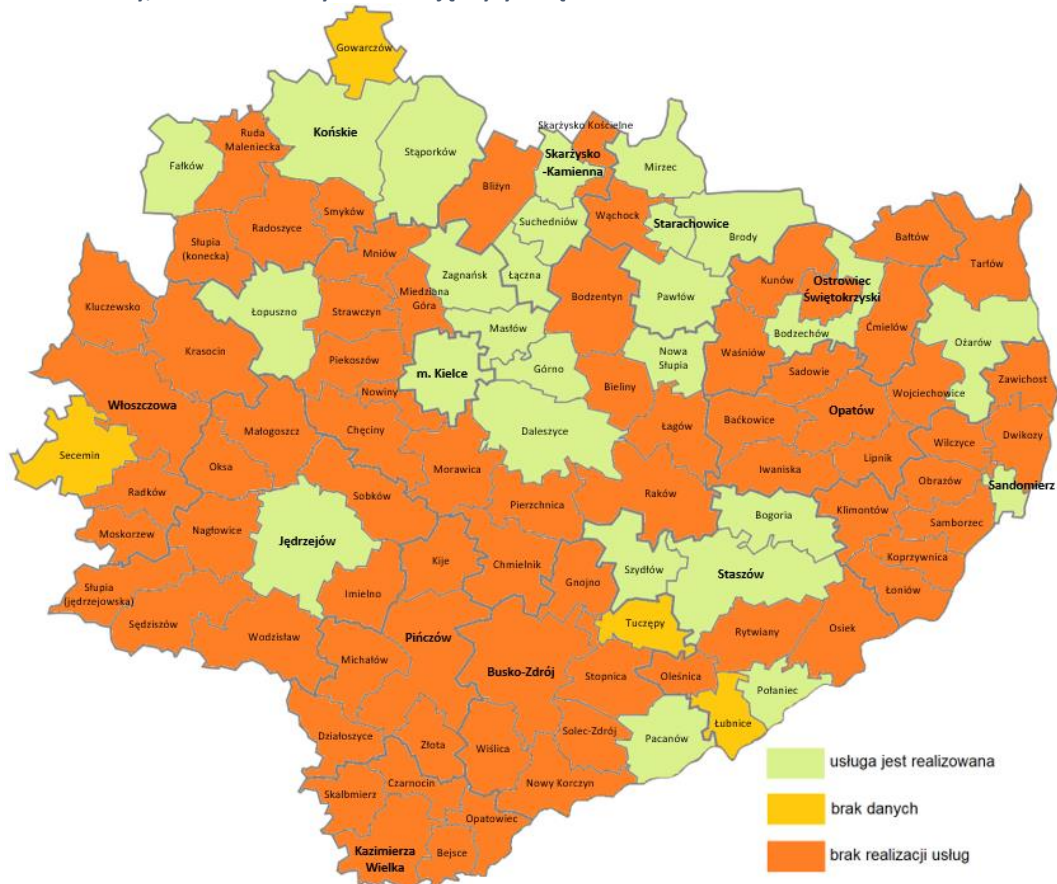 Gowarczów
Końskie
Stąporków
Ruda
Maleniecka
Fałków
Skarżysko Kościelne
Skarżysko
-Kamienna
Mirzec
Bliżyn
Smyków
Radoszyce
Wąchock
Suchedniów
Starachowice
Brody
Bałtów
Tarłów
Słupia
(konecka)
Mniów
Zagnańsk
Łączna
Miedziana
Góra
Bodzentyn
Pawłów
Kunów
Ostrowiec
Świętokrzyski
Kluczewsko
Łopuszno
Strawczyn
Masłów
Bodzechów
Ćmielów
Ożarów
Krasocin
Piekoszów
m. Kielce
Górno
Nowa
Słupia
Waśniów
Sadowie
Bieliny
Nowiny
Wojciechowice
Zawichost
Włoszczowa
Małogoszcz
Chęciny
Daleszyce
Łagów
Baćkowice
Opatów
Dwikozy
Secemin
Oksa
Morawica
Iwaniska
Lipnik
Wilczyce
Obrazów
Sandomierz
Radków
Sobków
Pierzchnica
Raków
Klimontów
Samborzec
Moskorzew
Nagłowice
Jędrzejów
Bogoria
Koprzywnica
Kije
Chmielnik
Gnojno
Szydłów
Staszów
Łoniów
Słupia
(jędrzejowska)
Imielno
Sędziszów
Wodzisław
Pińczów
Tuczępy
Rytwiany
Osiek
Michałów
Busko-Zdrój
Stopnica
Oleśnica
Połaniec
Łubnice
Działoszyce
Złota
Wiślica
Solec-Zdrój
Pacanów
Czarnocin
Nowy Korczyn
Skalbmierz
Opatowiec
Kazimierza
Wielka
Bejsce
usługa jest realizowana
brak danych
brak realizacji usług